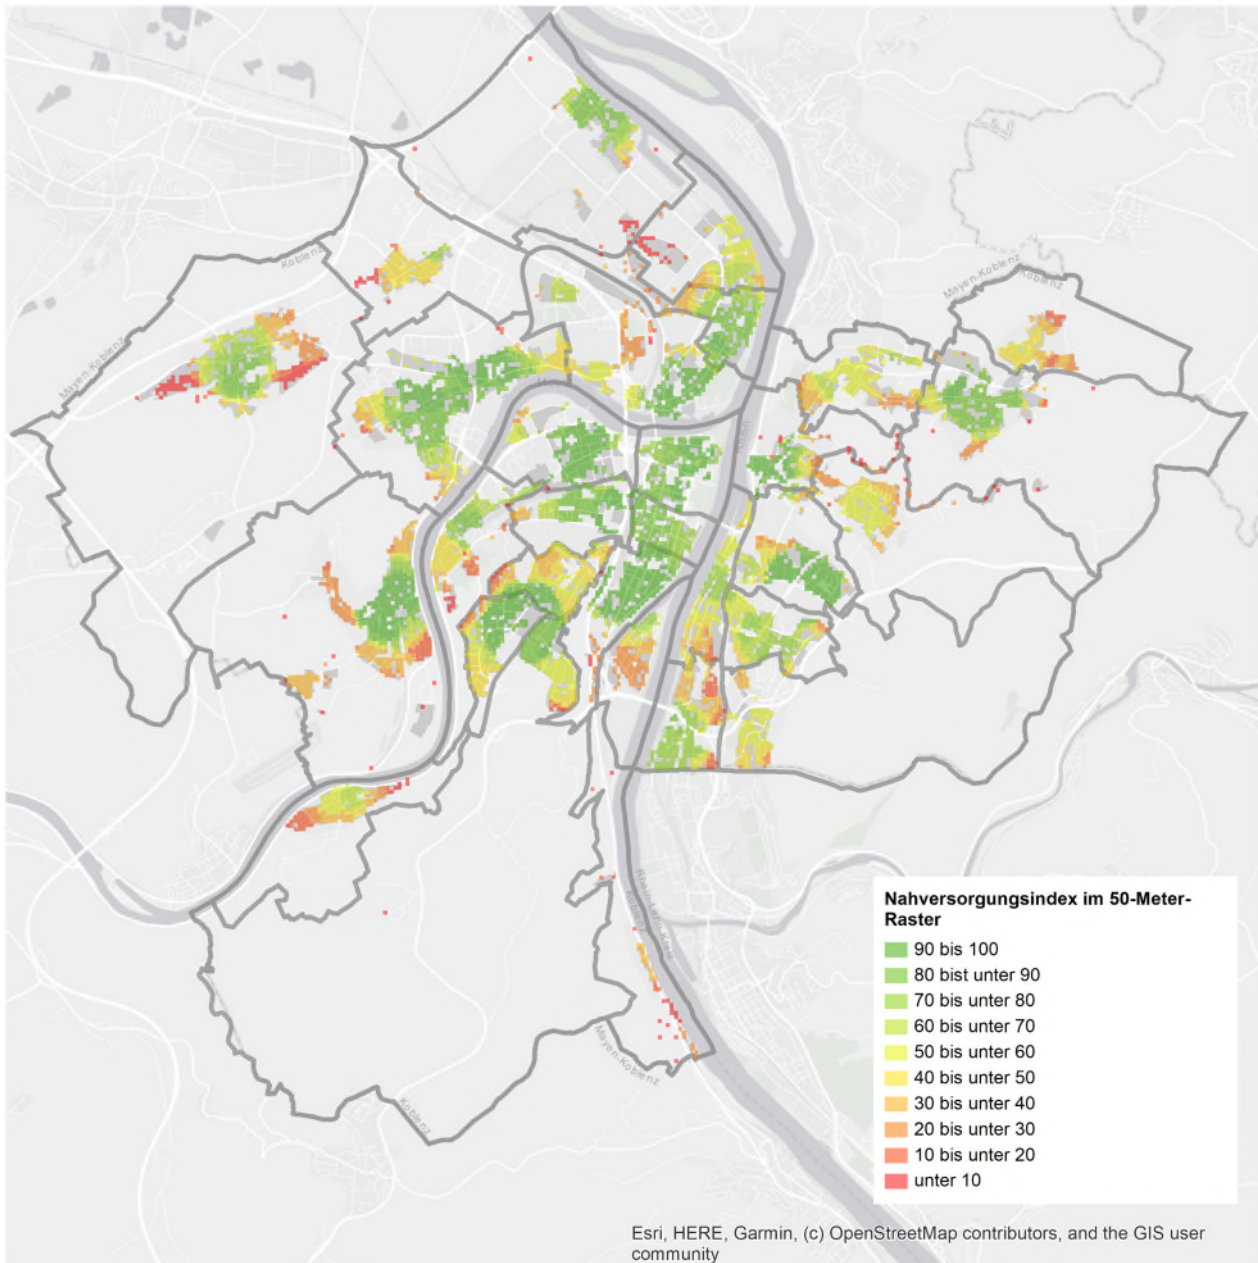 Koblenz
Mayen-Koblenz
Mayen-Koblenz
Koblenz
Rhein
Rhein-Lahn-Kreis
Koblenz
Mayen-Koblenz
Koblenz
Nahversorgungsindex im 50-Meter-
Raster
90 bis 100
80 bist unter 90
70 bis unter 80
60 bis unter 70
50 bis unter 60
40 bis unter 50
30 bis unter 40
20 bis unter 30
10 bis unter 20
unter 10
Esri, HERE, Garmin, (c) OpenStreetMap contributors, and the GIS user
community